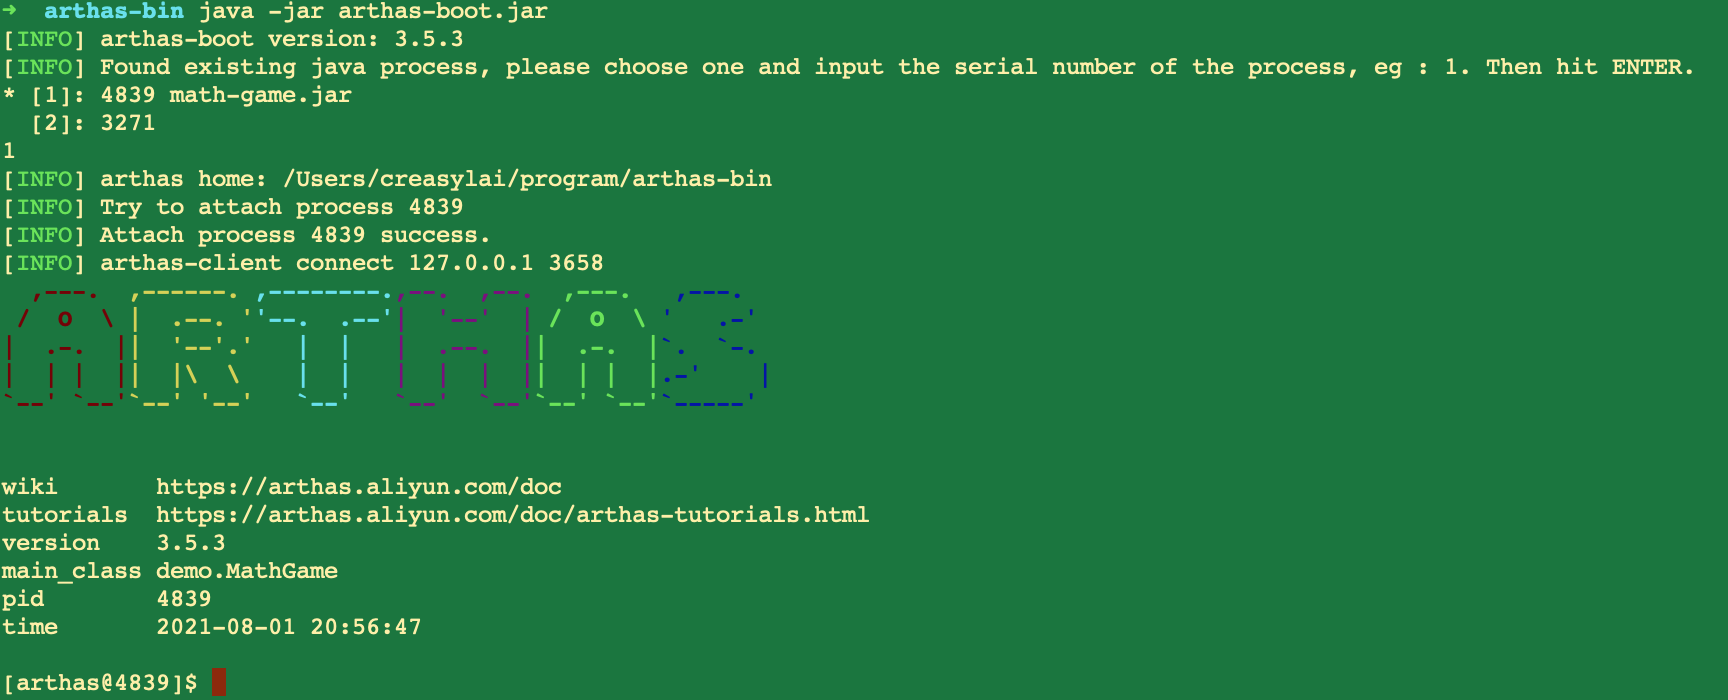 ➜  arthas-bin java -jar arthas-boot.jar
[INFO] arthas-boot version: 3.5.3
[INFO] Found existing java process, please choose one and input the serial number of the process, eg : 1. Then hit ENTER.
* [1]: 4839 math-game.jar
  [2]: 3271
1
[INFO] arthas home: /Users/creasylai/program/arthas-bin
[INFO] Try to attach process 4839
[INFO] Attach process 4839 success.
[INFO] arthas-client connect 127.0.0.1 3658
ARTHAS
wiki       https://arthas.aliyun.com/doc
tutorials  https://arthas.aliyun.com/doc/arthas-tutorials.html
version    3.5.3
main_class demo.MathGame
pid        4839
time       2021-08-01 20:56:47
[arthas@4839]$